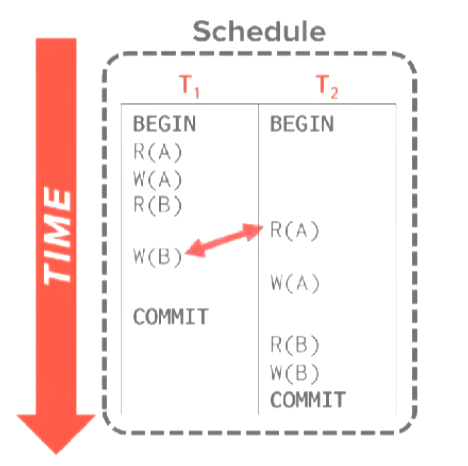 Schedule
TIME
T1 T2
BEGIN BEGIN
R(A)
W(A)
R(B)
R(A)
W(B)
W(A)
COMMIT
R(B)
W(B)
COMMIT